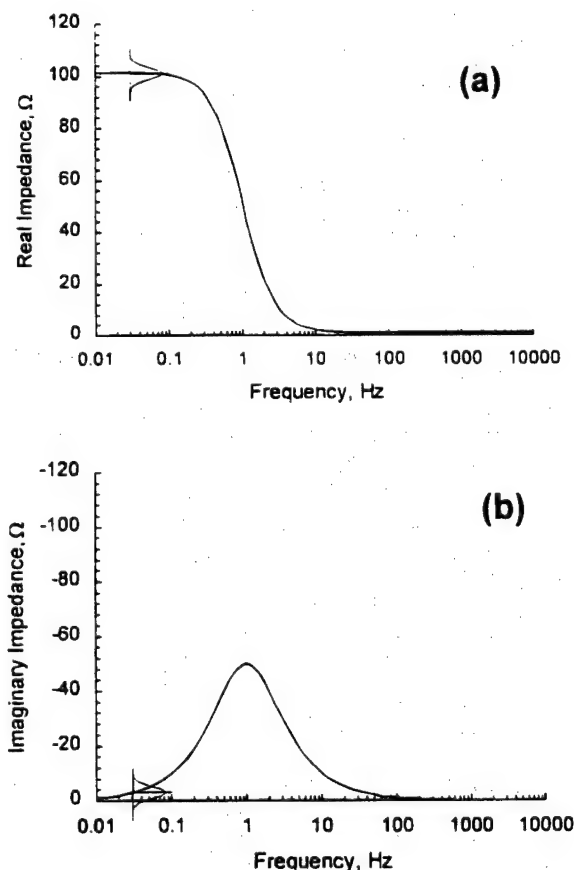 120
100
80
60
40
20
0
Real Impedance, Ω
(a)
0.01 0.1 1 10 100 1000 10000
Frequency, Hz
-120
-100
-80
-60
-40
-20
0
Imaginary Impedance, Ω
(b)
0.01 0.1 1 10 100 1000 10000
Frequency, Hz